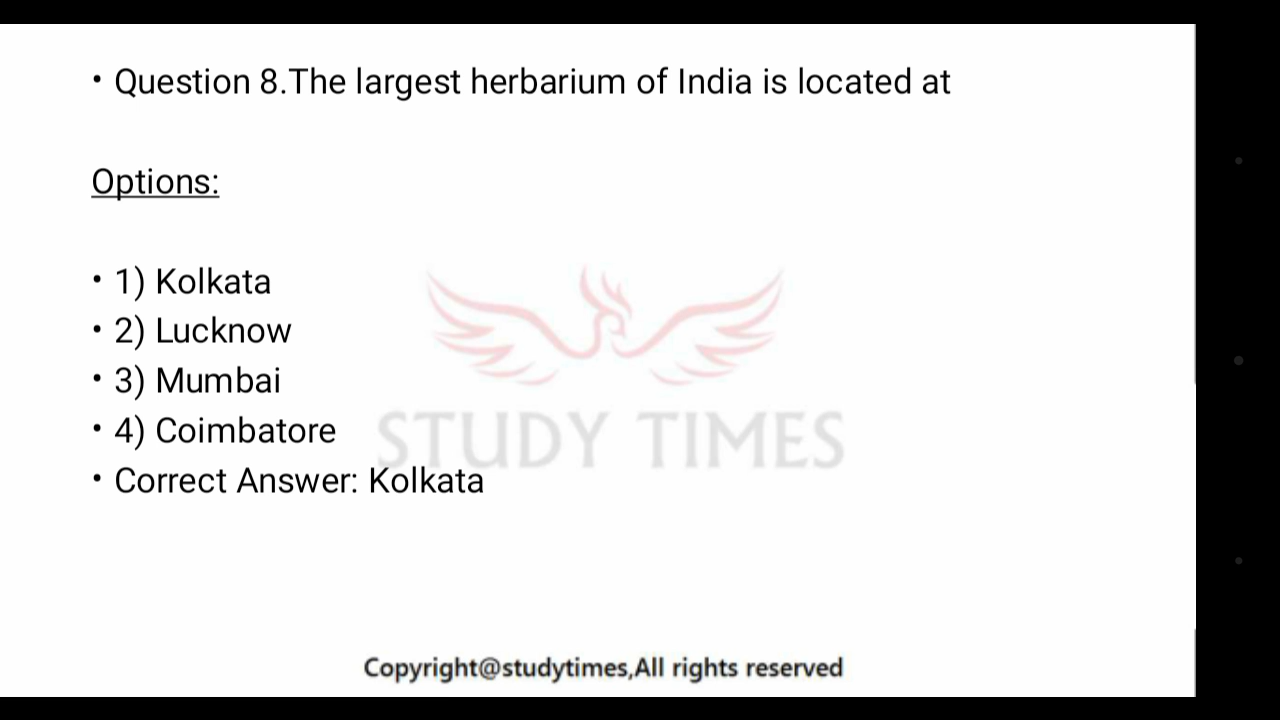 • Question 8.The largest herbarium of India is located at
Options:
• 1) Kolkata
• 2) Lucknow
• 3) Mumbai
• 4) Coimbatore
STUDY TIMES
• Correct Answer: Kolkata
Copyright@studytimes,All rights reserved